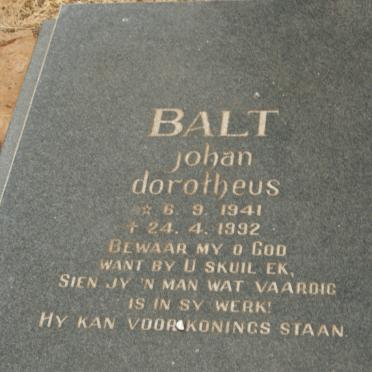 BALT
johan
dorotheus
☆ 6. 9. 1941
✝ 24. 4. 1992
BEWAAR MY O GOD
WANT BY U SKUIL EK,
SIEN JY 'N MAN WAT VAARDIG
IS IN SY WERK!
HY KAN VOOR KONINGS STAAN.